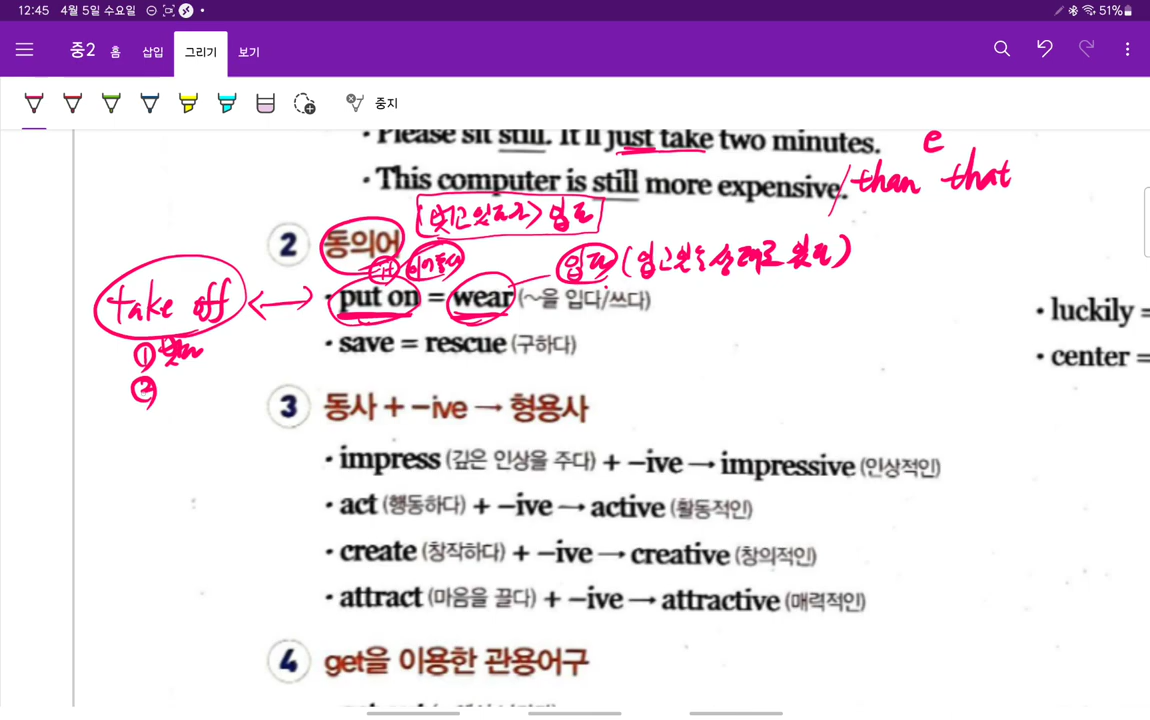 12:45 4월 5일 수요일 51%
중2 홈 삽입 그리기 보기
중지
• Please sit still. It'll just take two minutes. e
• This computer is still more expensive. / than that
2 동의어
입다 (입고있는 상태로 있다)
take off ↔ • put on = wear (~을 입다/쓰다)
• luckily =
① 벗다
• save = rescue (구하다)
• center =
②
3 동사 + -ive → 형용사
• impress (깊은 인상을 주다) + -ive → impressive (인상적인)
• act (행동하다) + -ive → active (활동적인)
• create (창작하다) + -ive → creative (창의적인)
• attract (마음을 끌다) + -ive → attractive (매력적인)
4 get을 이용한 관용어구